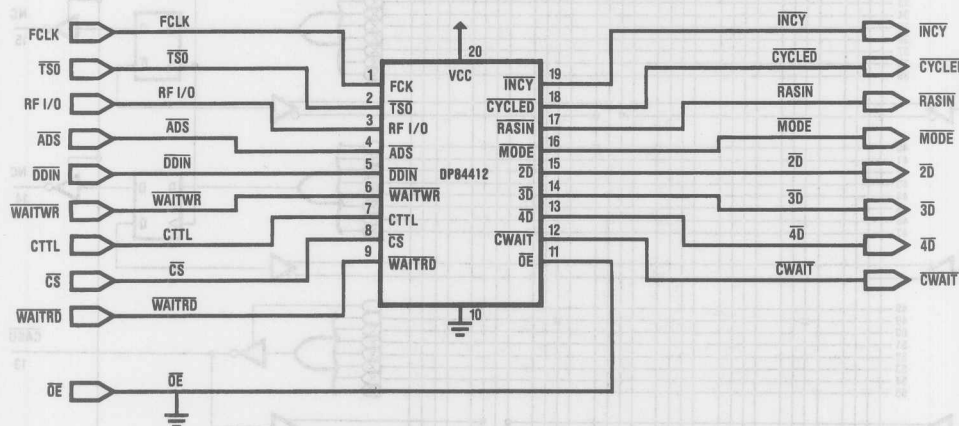 FCLK
FCLK
INCY
INCY
TSO
TSO
20
VCC
CYCLED
CYCLED
RF I/O
RF I/O
1
FCK
19
INCY
RASIN
RASIN
ADS
ADS
2
TSO
18
CYCLED
MODE
MODE
DDIN
DDIN
3
RF I/O
17
RASIN
2D
2D
WAITWR
WAITWR
4
ADS
16
MODE
3D
3D
CTTL
CTTL
5
DDIN
DP84412
15
2D
4D
4D
CS
CS
6
WAITWR
14
3D
CWAIT
CWAIT
WAITRD
WAITRD
7
CTTL
13
4D
8
CS
12
CWAIT
9
WAITRD
11
OE
10
OE
OE